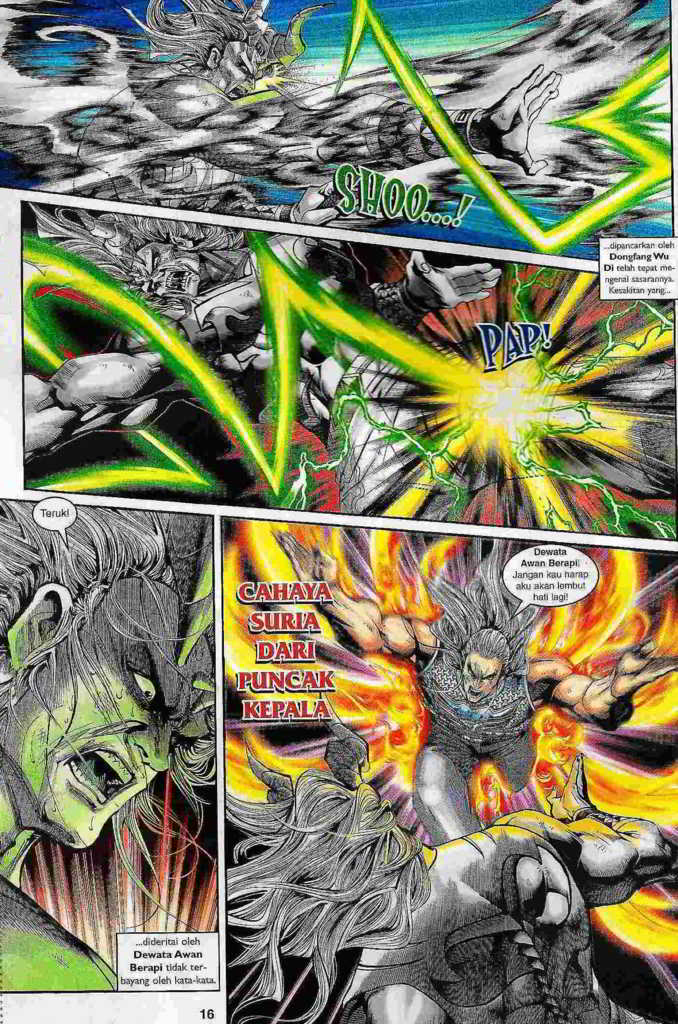 SHOO...!
...dipancarkan oleh
Dongfang Wu
Di telah tepat me-
ngenai sasarannya.
Kesakitan yang...
PAP!
Teruk!
...dideritai oleh
Dewata Awan
Berapi tidak ter-
bayang oleh kata-kata.
CAHAYA
SURIA
DARI
PUNCAK
KEPALA
Dewata
Awan Berapi!
Jangan kau harap
aku akan lembut
hati lagi!
16